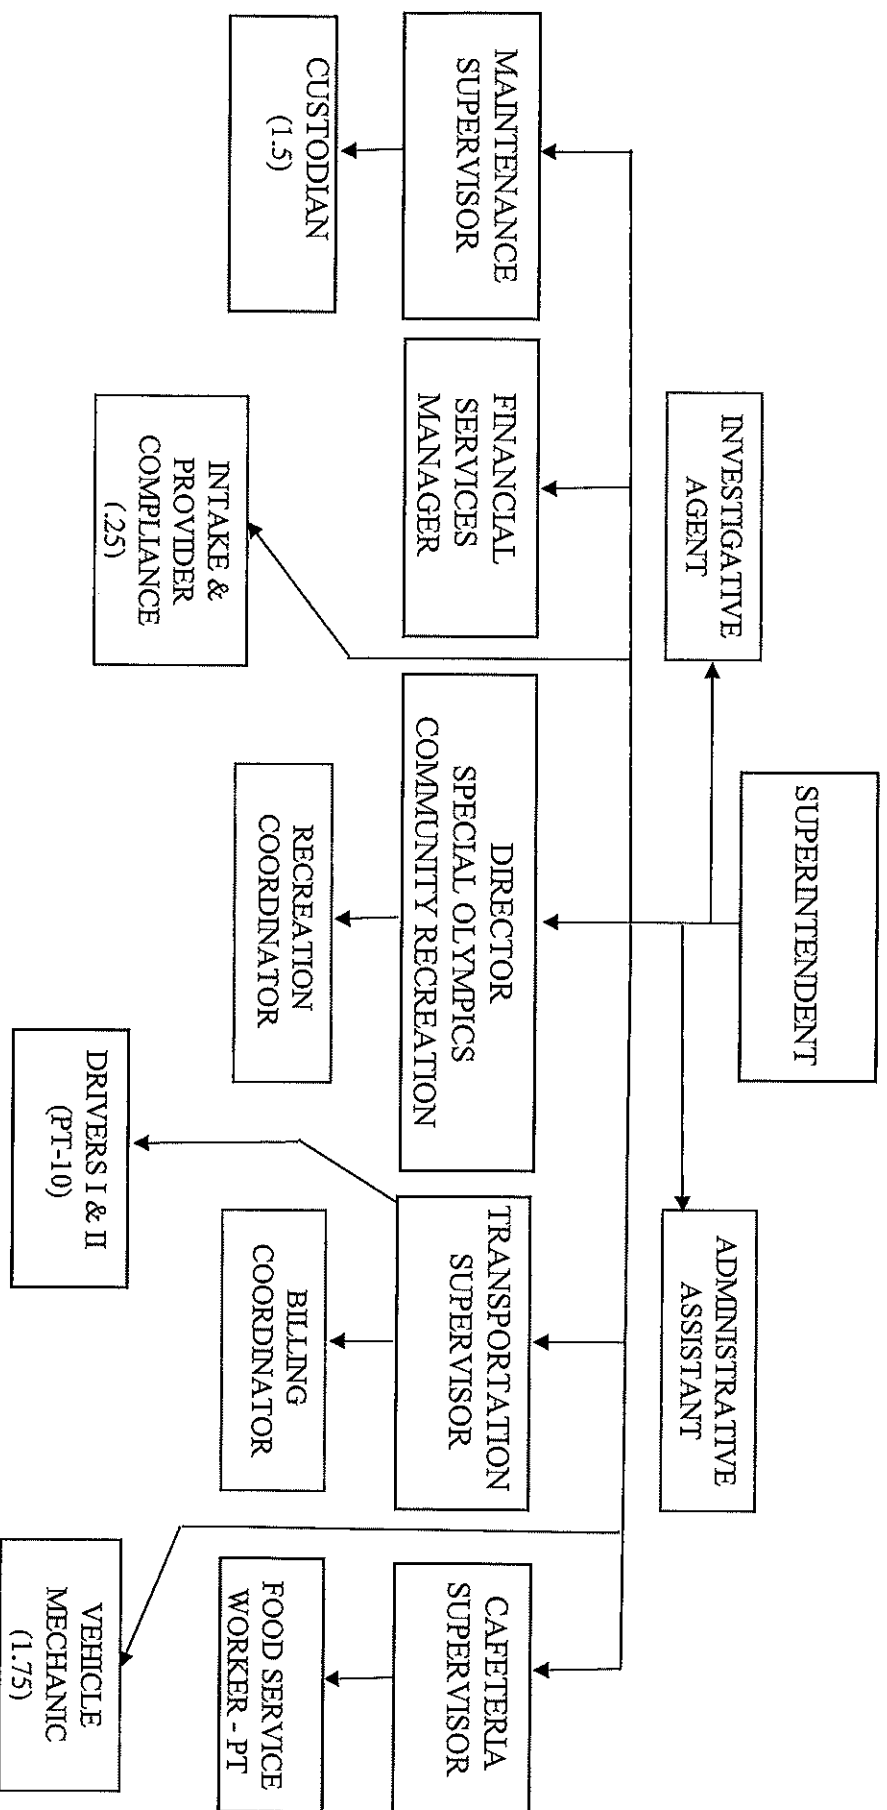 SUPERINTENDENT
INVESTIGATIVE
AGENT
ADMINISTRATIVE
ASSISTANT
MAINTENANCE
SUPERVISOR
FINANCIAL
SERVICES
MANAGER
DIRECTOR
SPECIAL OLYMPICS
COMMUNITY RECREATION
TRANSPORTATION
SUPERVISOR
CAFETERIA
SUPERVISOR
CUSTODIAN
(1.5)
RECREATION
COORDINATOR
BILLING
COORDINATOR
FOOD SERVICE
WORKER - PT
INTAKE &
PROVIDER
COMPLIANCE
(.25)
DRIVERS I & II
(PT-10)
VEHICLE
MECHANIC
(1.75)